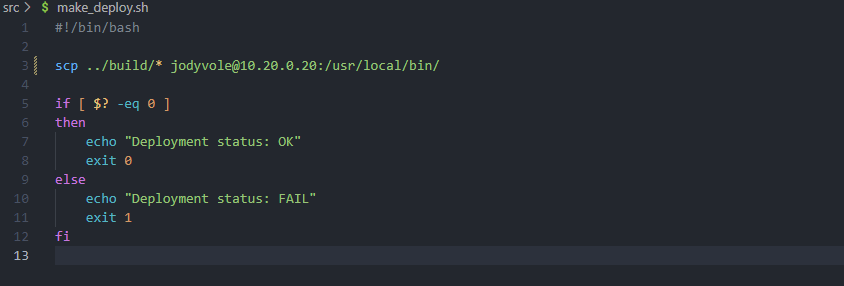 src > $ make_deploy.sh
1 #!/bin/bash
2
3 scp ../build/* jodyvole@10.20.0.20:/usr/local/bin/
4
5 if [ $? -eq 0 ]
6 then
7 echo "Deployment status: OK"
8 exit 0
9 else
10 echo "Deployment status: FAIL"
11 exit 1
12 fi
13